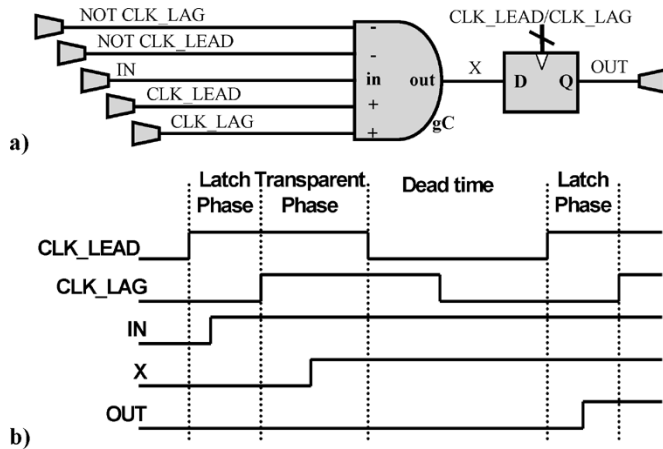 NOT CLK_LAG
NOT CLK_LEAD
IN
CLK_LEAD
CLK_LAG
-
-
in
+
+
out
gC
X
CLK_LEAD/CLK_LAG
D
Q
OUT
a)
Latch Phase
Transparent Phase
Dead time
Latch Phase
CLK_LEAD
CLK_LAG
IN
X
OUT
b)